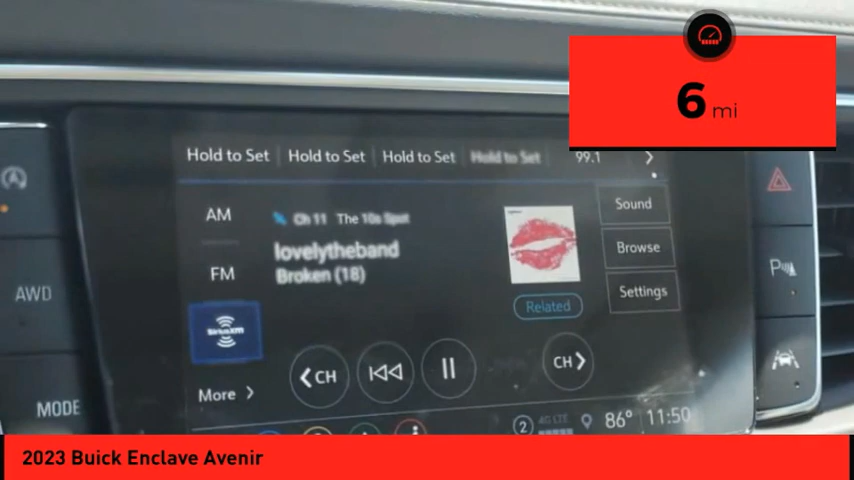 6 mi
Hold to Set Hold to Set Hold to Set Hold to Set 99.1
AM
Ch 11 The 10s Spot
Sound
lovelytheband
FM
Broken (18)
Browse
Related
Settings
SiriusXM
AWD
CH
CH
More
MODE
2 4G LTE 86° 11:50
2023 Buick Enclave Avenir